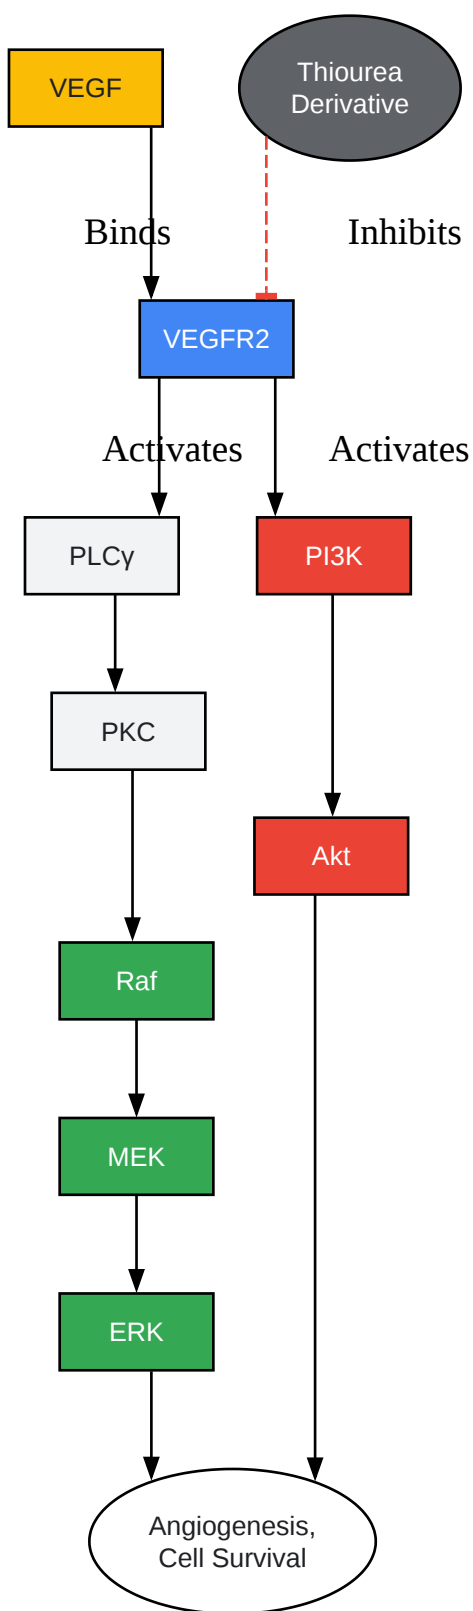 VEGF
Thiourea
Derivative
Binds
Inhibits
VEGFR2
Activates
Activates
PLCγ
PI3K
PKC
Akt
Raf
MEK
ERK
Angiogenesis,
Cell Survival